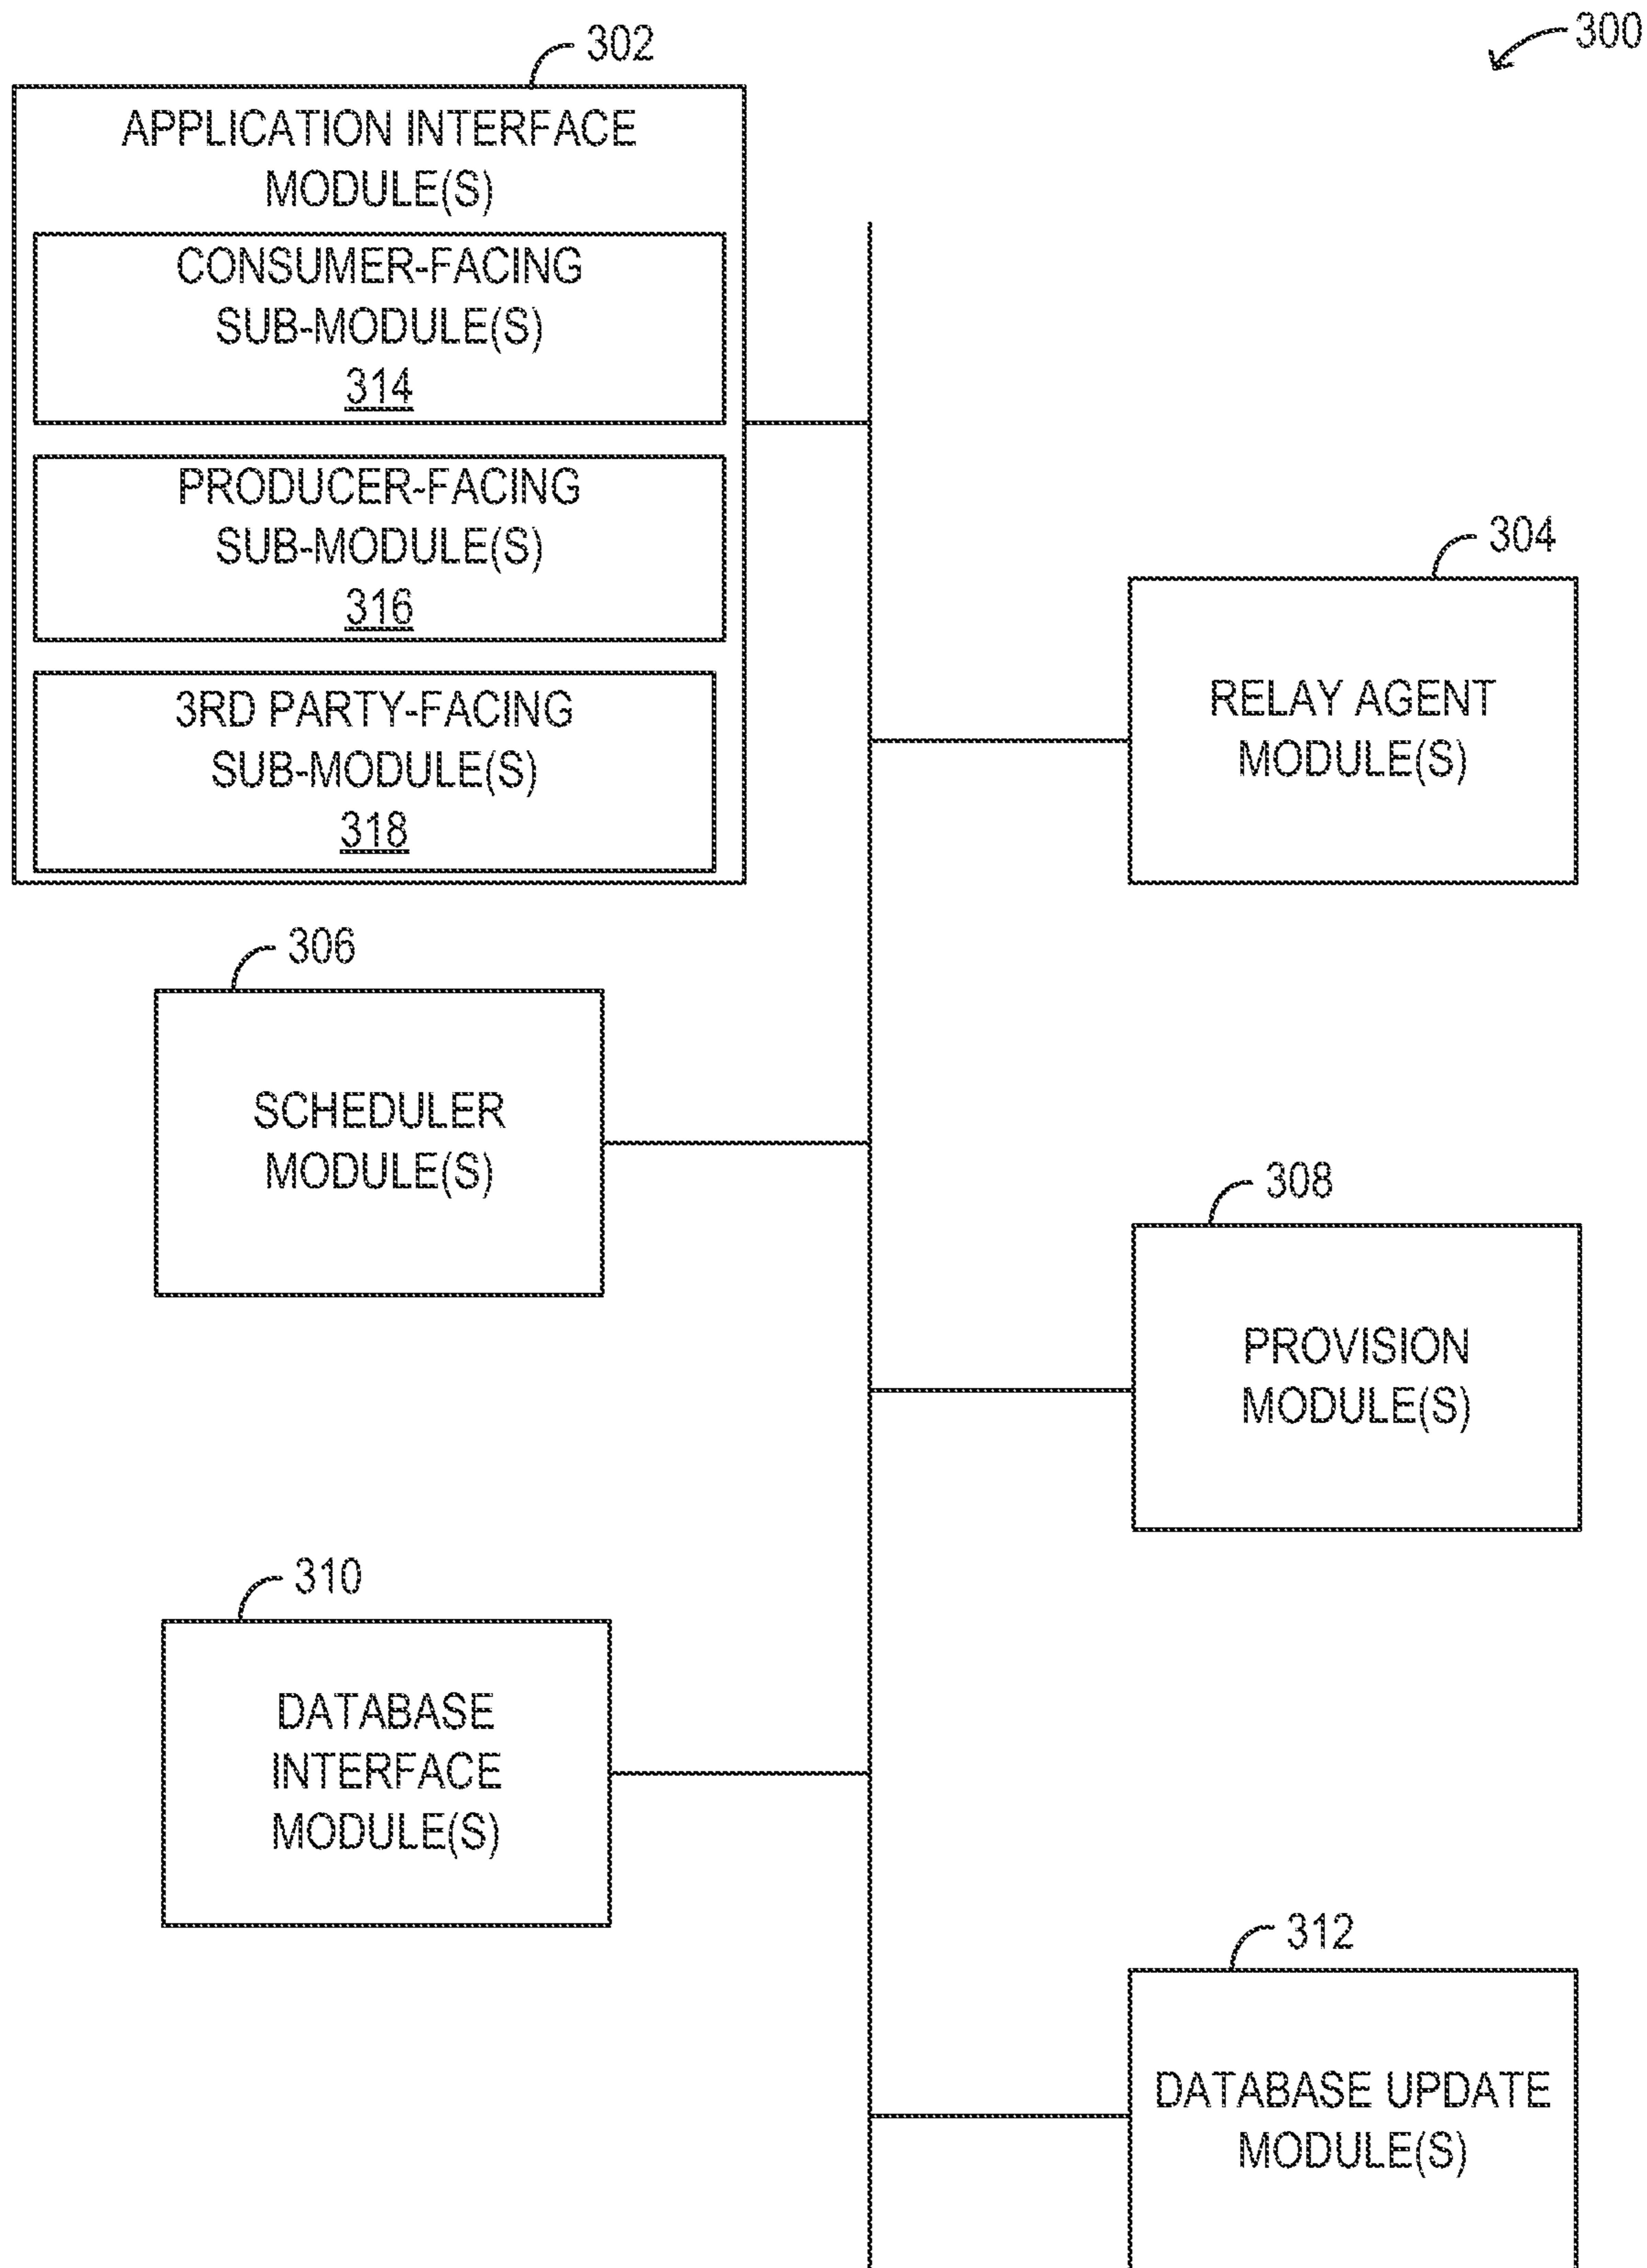 300
302
APPLICATION INTERFACE
MODULE(S)
CONSUMER-FACING
SUB-MODULE(S)
314
PRODUCER-FACING
SUB-MODULE(S)
316
3RD PARTY-FACING
SUB-MODULE(S)
318
304
RELAY AGENT
MODULE(S)
306
SCHEDULER
MODULE(S)
308
PROVISION
MODULE(S)
310
DATABASE
INTERFACE
MODULE(S)
312
DATABASE UPDATE
MODULE(S)